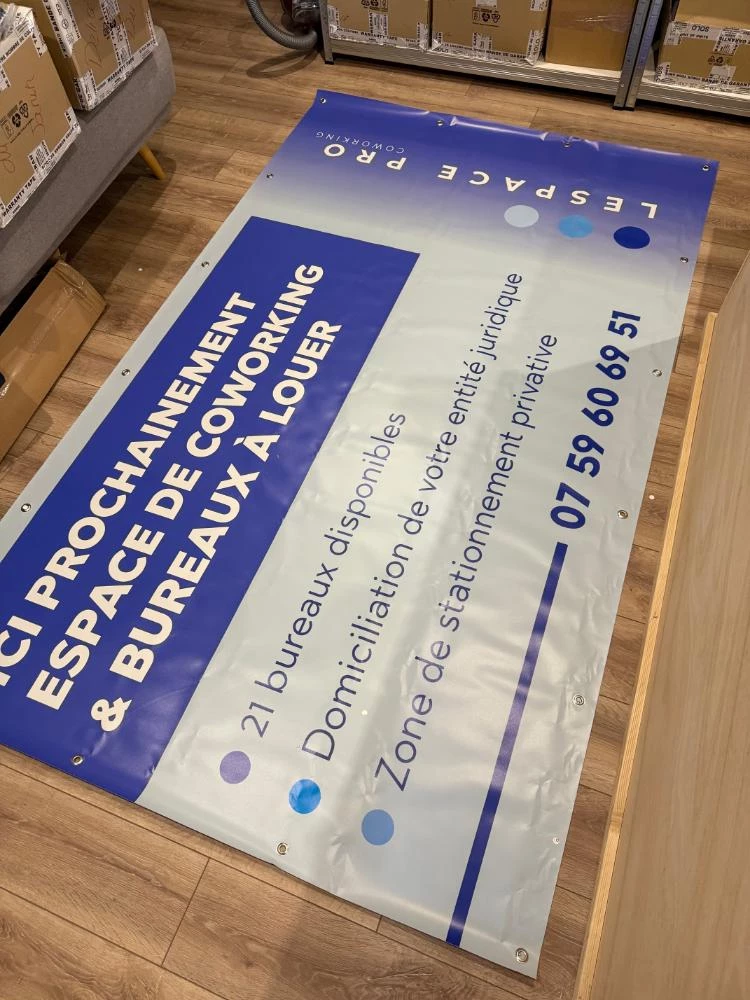 LESPACE PRO
COWORKING
ICI PROCHAINEMENT
ESPACE DE COWORKING
& BUREAUX À LOUER
21 bureaux disponibles
Domiciliation de votre entité juridique
Zone de stationnement privative
07 59 60 69 51